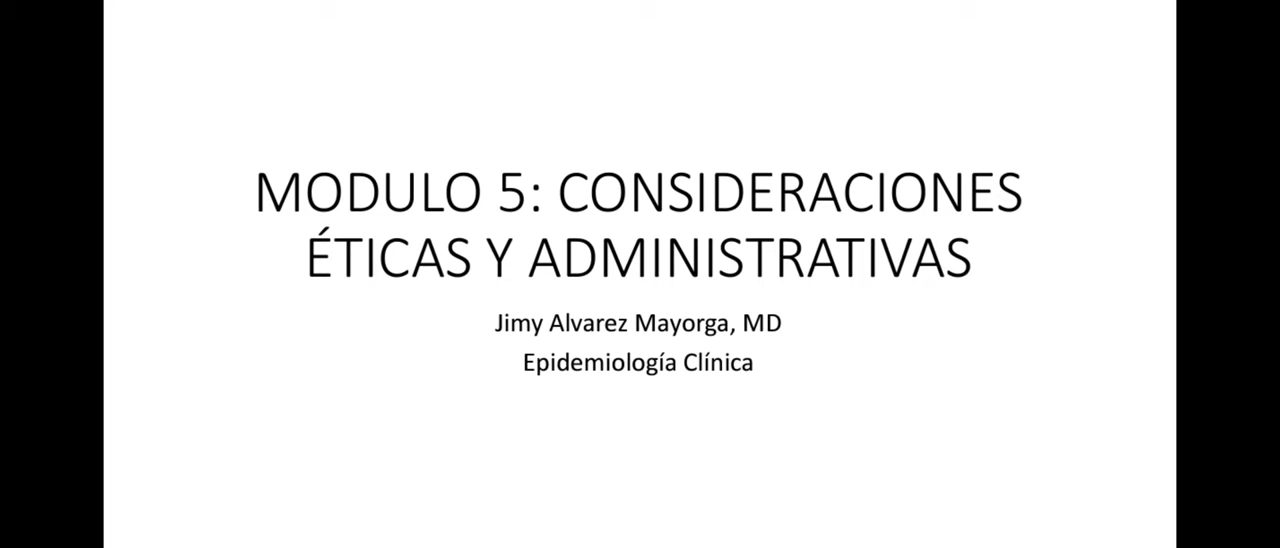 MODULO 5: CONSIDERACIONES
ÉTICAS Y ADMINISTRATIVAS
Jimy Alvarez Mayorga, MD
Epidemiología Clínica